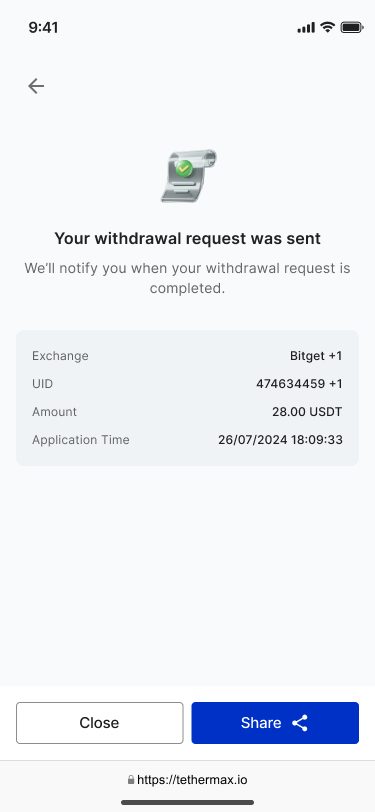 9:41
Your withdrawal request was sent
We'll notify you when your withdrawal request is
completed.
Exchange Bitget +1
UID 474634459 +1
Amount 28.00 USDT
Application Time 26/07/2024 18:09:33
Close Share
https://tethermax.io